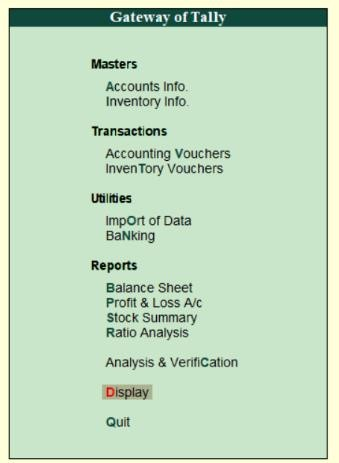 Gateway of Tally
Masters
Accounts Info.
Inventory Info.
Transactions
Accounting Vouchers
InvenTory Vouchers
Utilities
ImpOrt of Data
BaNking
Reports
Balance Sheet
Profit & Loss A/c
Stock Summary
Ratio Analysis
Analysis & VerifiCation
Display
Quit